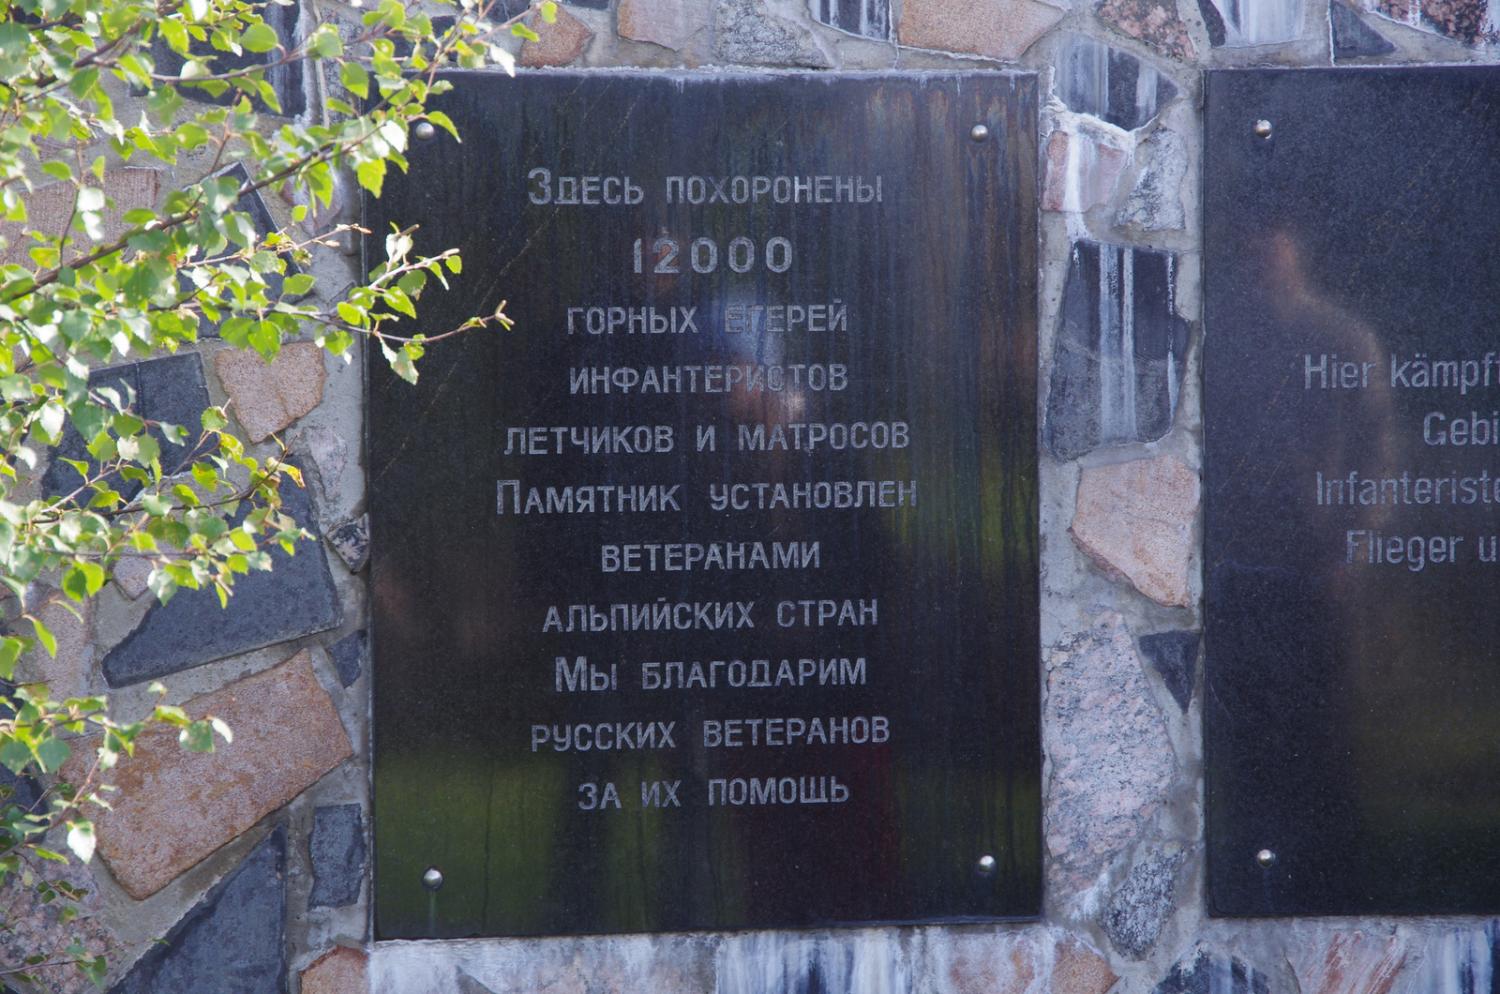 Здесь похоронены
12000
горных егерей
инфантеристов
летчиков и матросов
Памятник установлен
ветеранами
альпийских стран
Мы благодарим
русских ветеранов
за их помощь
Hier kämpf
Gebi
Infanteriste
Flieger u